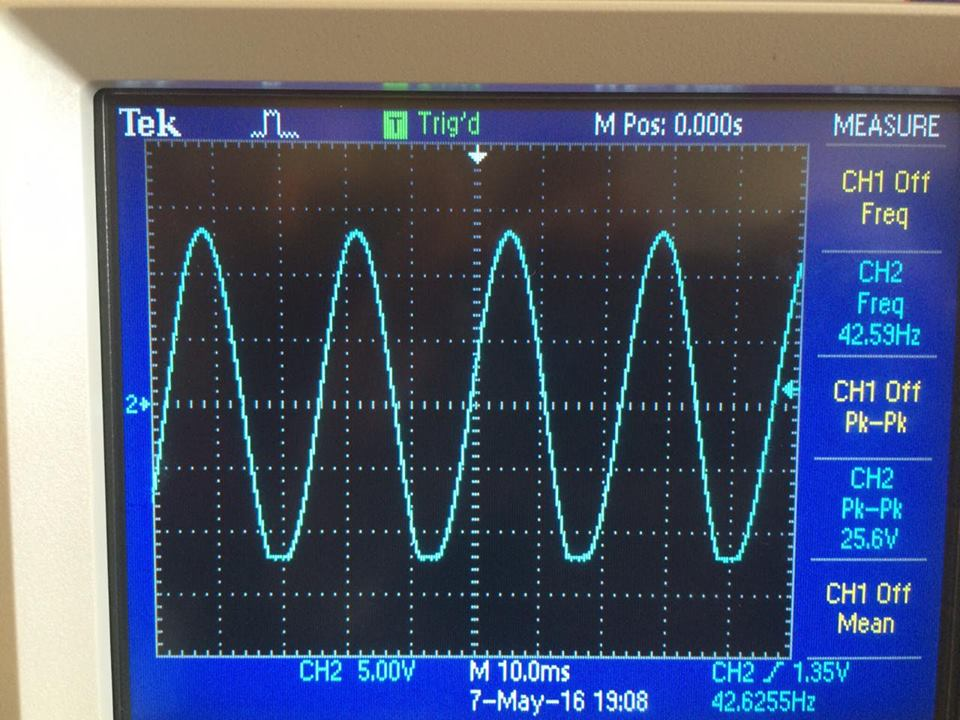 Tek T Trig'd M Pos: 0.000s MEASURE
CH1 Off
Freq
CH2
Freq
42.59Hz
CH1 Off
Pk-Pk
2
CH2
Pk-Pk
25.6V
CH1 Off
Mean
CH2 5.00V M 10.0ms CH2 1.35V
7-May-16 19:08 42.6255Hz